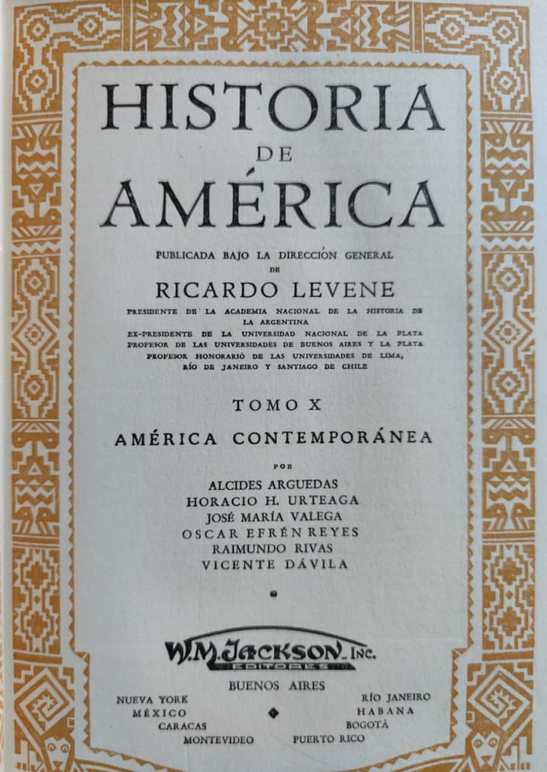 HISTORIA
DE
AMÉRICA
PUBLICADA BAJO LA DIRECCIÓN GENERAL
DE
RICARDO LEVENE
PRESIDENTE DE LA ACADEMIA NACIONAL DE LA HISTORIA DE
LA ARGENTINA
EX-PRESIDENTE DE LA UNIVERSIDAD NACIONAL DE LA PLATA
PROFESOR DE LAS UNIVERSIDADES DE BUENOS AIRES Y LA PLATA
PROFESOR HONORARIO DE LAS UNIVERSIDADES DE LIMA,
RÍO DE JANEIRO Y SANTIAGO DE CHILE
TOMO X
AMÉRICA CONTEMPORÁNEA
POR
ALCIDES ARGUEDAS
HORACIO H. URTEAGA
JOSÉ MARÍA VALEGA
OSCAR EFRÉN REYES
RAIMUNDO RIVAS
VICENTE DÁVILA
W.M. JACKSON, INC.
EDITORES
BUENOS AIRES
NUEVA YORK RÍO JANEIRO
MÉXICO HABANA
CARACAS BOGOTÁ
MONTEVIDEO PUERTO RICO